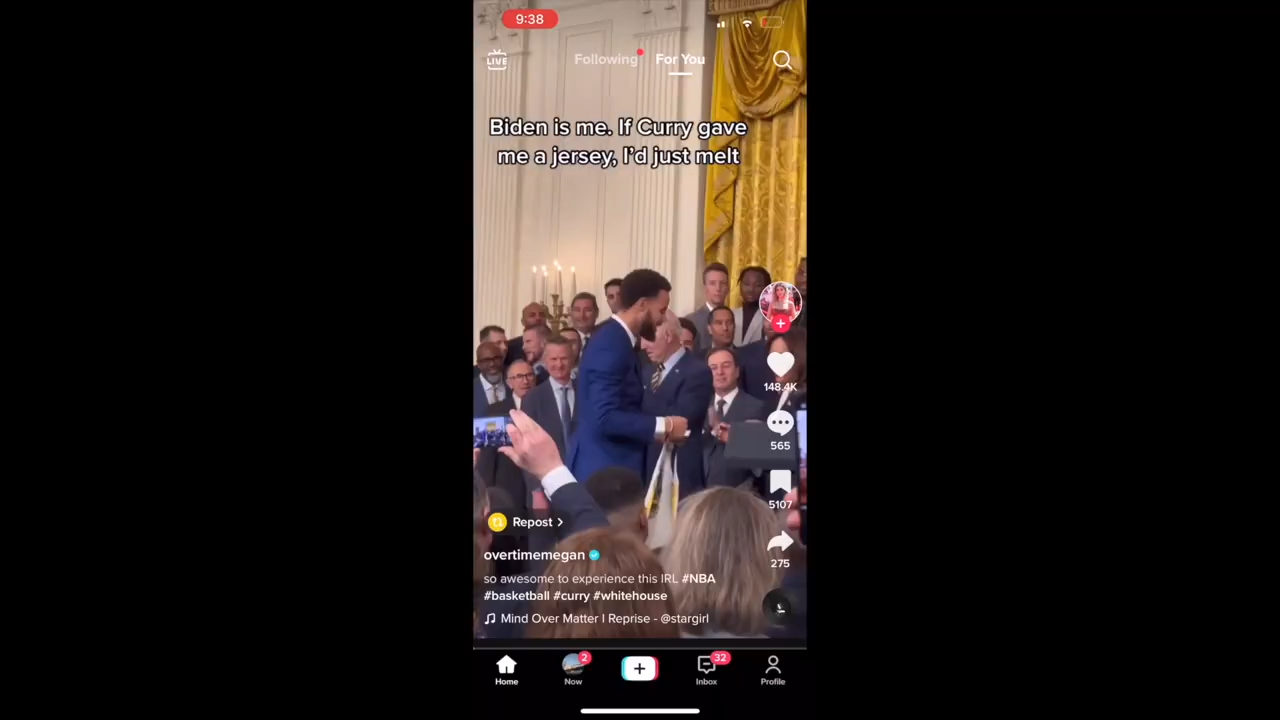 9:38
LIVE
Following
For You
Biden is me. If Curry gave
me a jersey, I'd just melt
148.4K
565
5107
Repost >
275
overtimemegan
so awesome to experience this IRL #NBA
#basketball #curry #whitehouse
Mind Over Matter I Reprise - @stargirl
2
32
Home
Now
Inbox
Profile